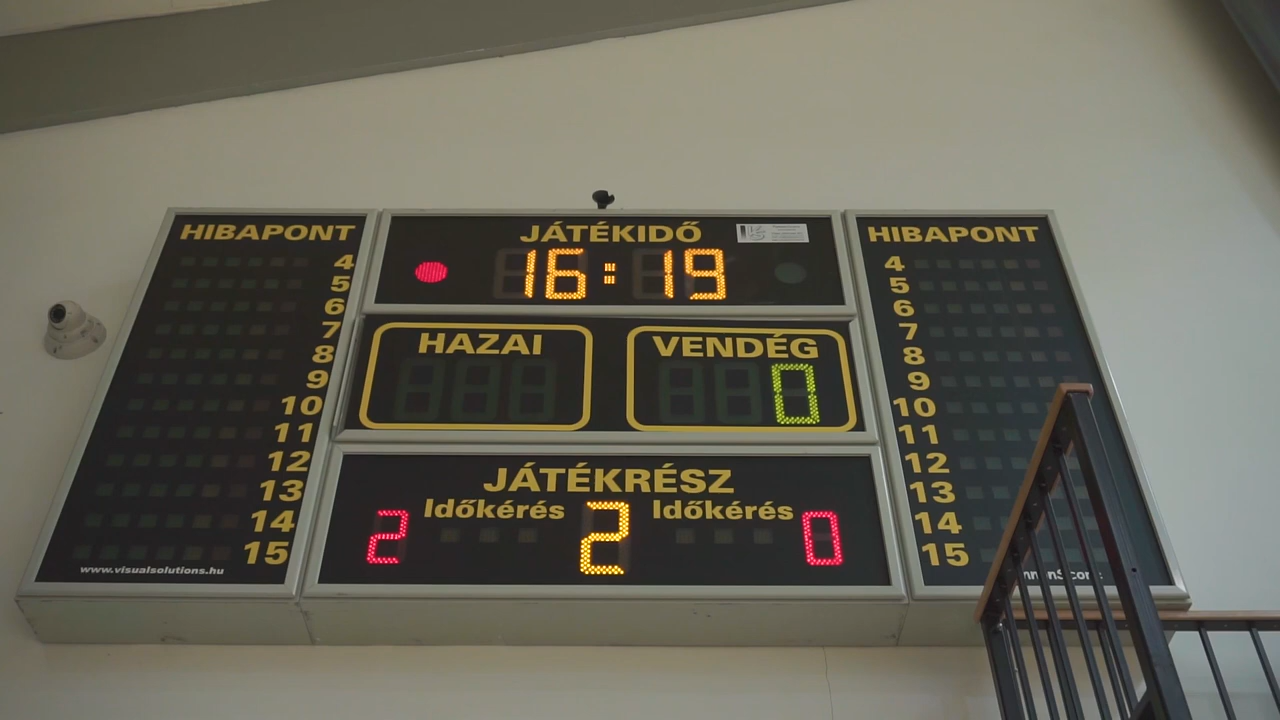 HIBAPONT
4
5
6
7
8
9
10
11
12
13
14
15
www.visualsolutions.hu
JÁTÉKIDŐ
16:19
HAZAI
VENDÉG
0
JÁTÉKRÉSZ
Időkérés Időkérés
2 2 0
HIBAPONT
4
5
6
7
8
9
10
11
12
13
14
15